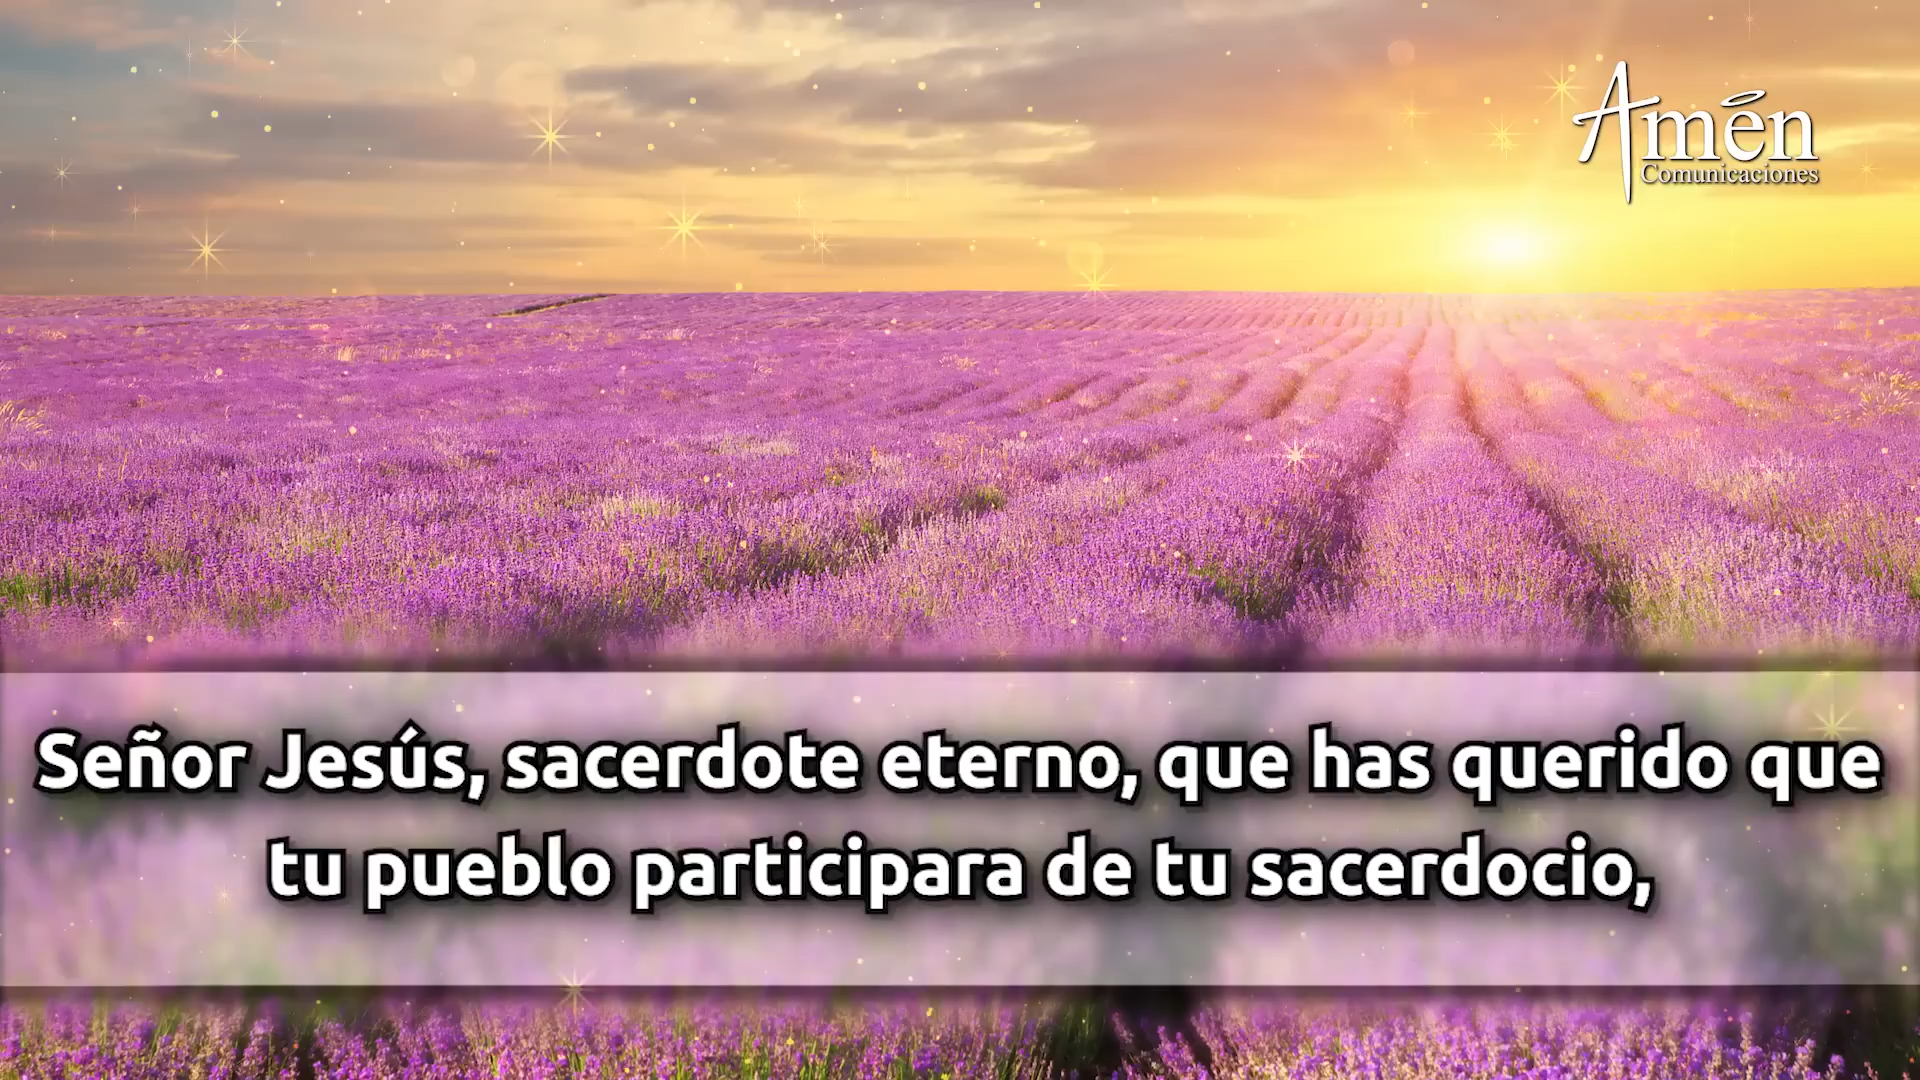 Amén
Comunicaciones
Señor Jesús, sacerdote eterno, que has querido que
tu pueblo participara de tu sacerdocio,